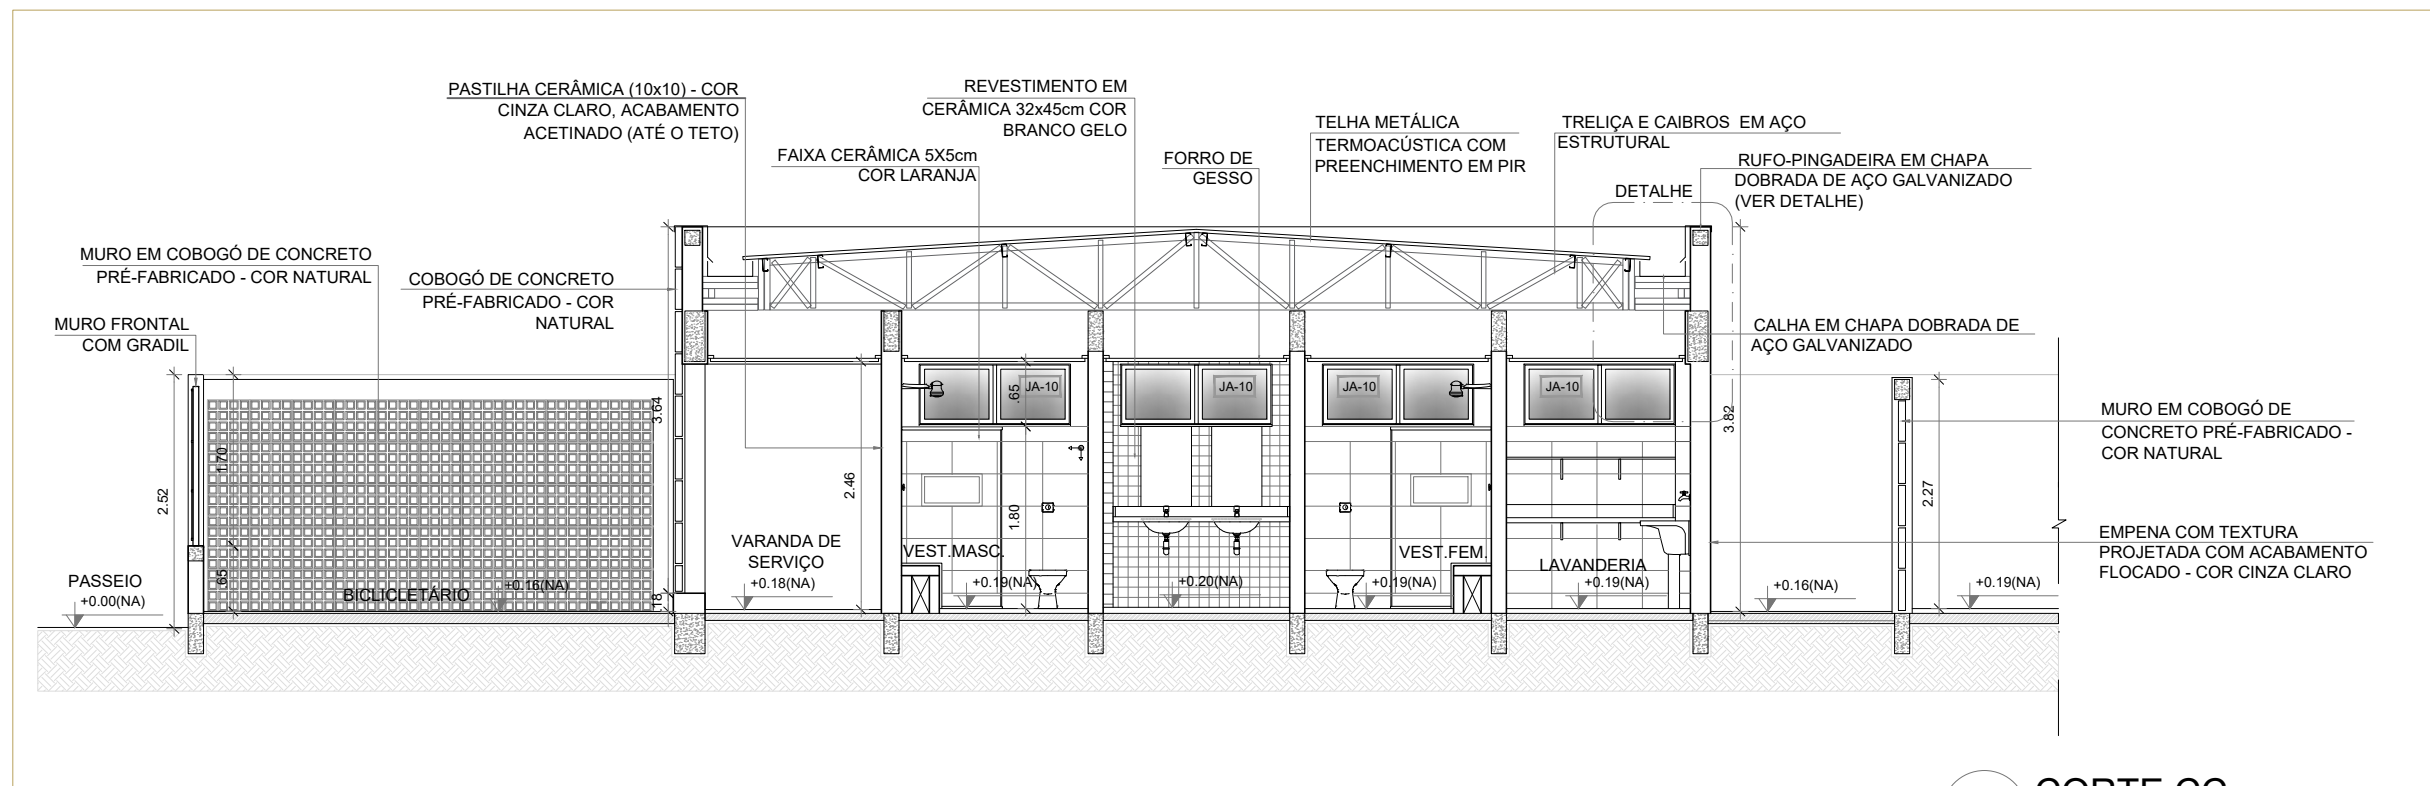 PASTILHA CERÂMICA (10x10) - COR
CINZA CLARO, ACABAMENTO
ACETINADO (ATÉ O TETO)
REVESTIMENTO EM
CERÂMICA 32x45cm COR
BRANCO GELO
FAIXA CERÂMICA 5X5cm
COR LARANJA
FORRO DE
GESSO
TELHA METÁLICA
TERMOACÚSTICA COM
PREENCHIMENTO EM PIR
TRELIÇA E CAIBROS EM AÇO
ESTRUTURAL
DETALHE
RUFO-PINGADEIRA EM CHAPA
DOBRADA DE AÇO GALVANIZADO
(VER DETALHE)
MURO EM COBOGÓ DE CONCRETO
PRÉ-FABRICADO - COR NATURAL
COBOGÓ DE CONCRETO
PRÉ-FABRICADO - COR
NATURAL
MURO FRONTAL
COM GRADIL
CALHA EM CHAPA DOBRADA DE
AÇO GALVANIZADO
MURO EM COBOGÓ DE
CONCRETO PRÉ-FABRICADO -
COR NATURAL
EMPENA COM TEXTURA
PROJETADA COM ACABAMENTO
FLOCADO - COR CINZA CLARO
JA-10
JA-10
JA-10
JA-10
2.52
1.70
.65
3.64
18
2.46
.65
1.80
3.82
2.27
PASSEIO
+0.00(NA)
BICLICLETÁRIO
+0.16(NA)
VARANDA DE
SERVIÇO
+0.18(NA)
VEST.MASC.
+0.19(NA)
+0.20(NA)
VEST.FEM.
+0.19(NA)
LAVANDERIA
+0.19(NA)
+0.16(NA)
+0.19(NA)
CORTE CC